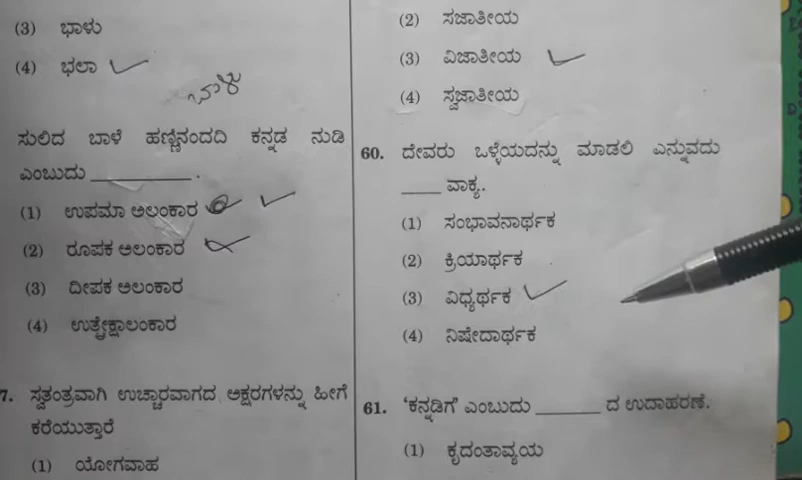 (3) ಭಾಳು
(4) ಭಲಾ
ಬಾಳ
ಸುಲಿದ ಬಾಳೆ ಹಣ್ಣಿನಂದದಿ ಕನ್ನಡ ನುಡಿ
ಎಂಬುದು ________ .
(1) ಉಪಮಾ ಅಲಂಕಾರ
(2) ರೂಪಕ ಅಲಂಕಾರ
(3) ದೀಪಕ ಅಲಂಕಾರ
(4) ಉತ್ಪ್ರೇಕ್ಷಾಲಂಕಾರ
7. ಸ್ವತಂತ್ರವಾಗಿ ಉಚ್ಚಾರವಾಗದ ಅಕ್ಷರಗಳನ್ನು ಹೀಗೆ
ಕರೆಯುತ್ತಾರೆ
(1) ಯೋಗವಾಹ
(2) ಸಜಾತೀಯ
(3) ವಿಜಾತೀಯ
(4) ಸ್ವಜಾತೀಯ
60. ದೇವರು ಒಳ್ಳೆಯದನ್ನು ಮಾಡಲಿ ಎನ್ನುವದು
____ ವಾಕ್ಯ.
(1) ಸಂಭಾವನಾರ್ಥಕ
(2) ಕ್ರಿಯಾರ್ಥಕ
(3) ವಿಧ್ಯರ್ಥಕ
(4) ನಿಷೇದಾರ್ಥಕ
61. 'ಕನ್ನಡಿಗ' ಎಂಬುದು ______ ದ ಉದಾಹರಣೆ.
(1) ಕೃದಂತಾವ್ಯಯ